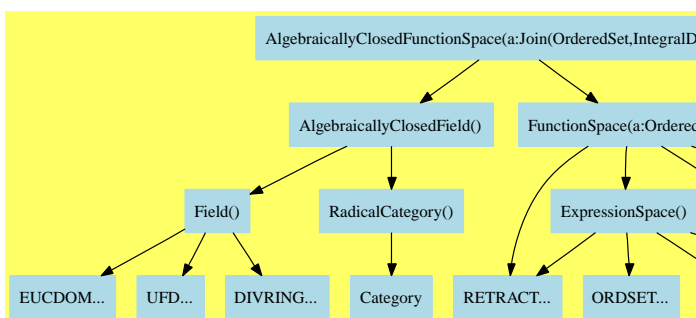 AlgebraicallyClosedFunctionSpace(a:Join(OrderedSet,IntegralD
AlgebraicallyClosedField()
FunctionSpace(a:Ordered
Field()
RadicalCategory()
ExpressionSpace()
EUCDOM...
UFD...
DIVRING...
Category
RETRACT...
ORDSET...